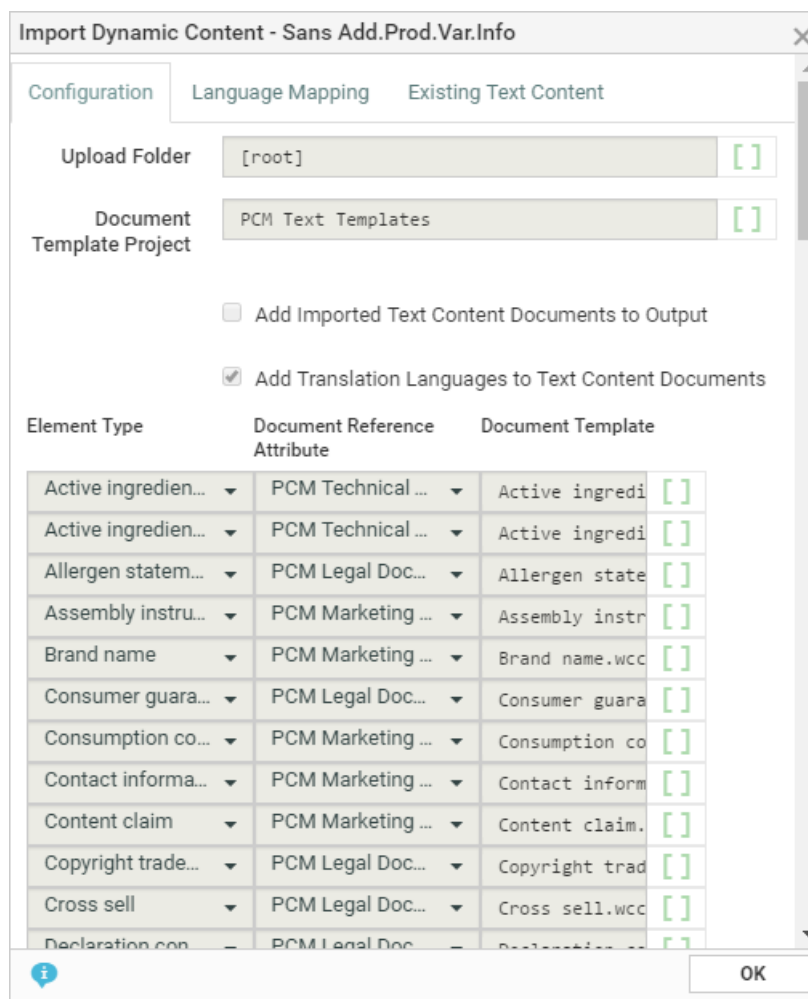 Import Dynamic Content - Sans Add.Prod.Var.Info
Configuration Language Mapping Existing Text Content
Upload Folder [root] [ ]
Document
Template Project PCM Text Templates [ ]
Add Imported Text Content Documents to Output
Add Translation Languages to Text Content Documents
Element Type Document Reference Attribute Document Template
Active ingredien... PCM Technical ... Active ingredi [ ]
Active ingredien... PCM Technical ... Active ingredi [ ]
Allergen statem... PCM Legal Doc... Allergen state [ ]
Assembly instru... PCM Marketing ... Assembly instr [ ]
Brand name PCM Marketing ... Brand name.wcc [ ]
Consumer guara... PCM Legal Doc... Consumer guara [ ]
Consumption co... PCM Marketing ... Consumption co [ ]
Contact informa... PCM Marketing ... Contact inform [ ]
Content claim PCM Marketing ... Content claim. [ ]
Copyright trade... PCM Legal Doc... Copyright trad [ ]
Cross sell PCM Legal Doc... Cross sell.wcc [ ]
Declaration con PCM Legal Doc
OK